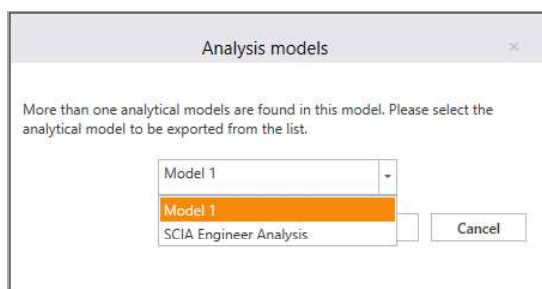 Analysis models
More than one analytical models are found in this model. Please select the
analytical model to be exported from the list.
Model 1
Model 1
SCIA Engineer Analysis
Cancel